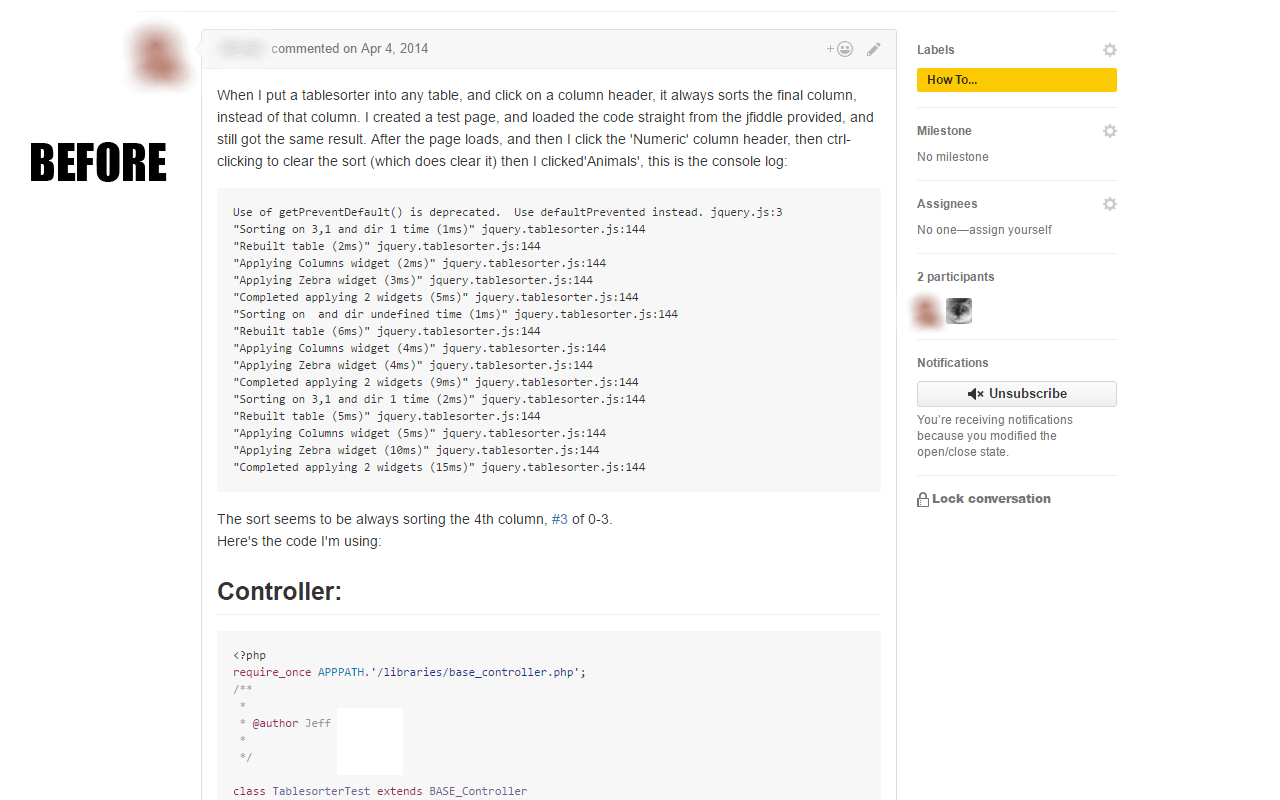 BEFORE
commented on Apr 4, 2014
+
When I put a tablesorter into any table, and click on a column header, it always sorts the final column,
instead of that column. I created a test page, and loaded the code straight from the jfiddle provided, and
still got the same result. After the page loads, and then I click the 'Numeric' column header, then ctrl-
clicking to clear the sort (which does clear it) then I clicked'Animals', this is the console log:
Use of getPreventDefault() is deprecated.  Use defaultPrevented instead. jquery.js:3
"Sorting on 3,1 and dir 1 time (1ms)" jquery.tablesorter.js:144
"Rebuilt table (2ms)" jquery.tablesorter.js:144
"Applying Columns widget (2ms)" jquery.tablesorter.js:144
"Applying Zebra widget (3ms)" jquery.tablesorter.js:144
"Completed applying 2 widgets (5ms)" jquery.tablesorter.js:144
"Sorting on  and dir undefined time (1ms)" jquery.tablesorter.js:144
"Rebuilt table (6ms)" jquery.tablesorter.js:144
"Applying Columns widget (4ms)" jquery.tablesorter.js:144
"Applying Zebra widget (4ms)" jquery.tablesorter.js:144
"Completed applying 2 widgets (9ms)" jquery.tablesorter.js:144
"Sorting on 3,1 and dir 1 time (2ms)" jquery.tablesorter.js:144
"Rebuilt table (5ms)" jquery.tablesorter.js:144
"Applying Columns widget (5ms)" jquery.tablesorter.js:144
"Applying Zebra widget (10ms)" jquery.tablesorter.js:144
"Completed applying 2 widgets (15ms)" jquery.tablesorter.js:144
The sort seems to be always sorting the 4th column, #3 of 0-3.
Here's the code I'm using:
Controller:
<?php
require_once APPPATH.'/libraries/base_controller.php';
/**
 *
 * @author Jeff
 *
 */
class TablesorterTest extends BASE_Controller
Labels
How To...
Milestone
No milestone
Assignees
No one—assign yourself
2 participants
Notifications
Unsubscribe
You're receiving notifications
because you modified the
open/close state.
Lock conversation